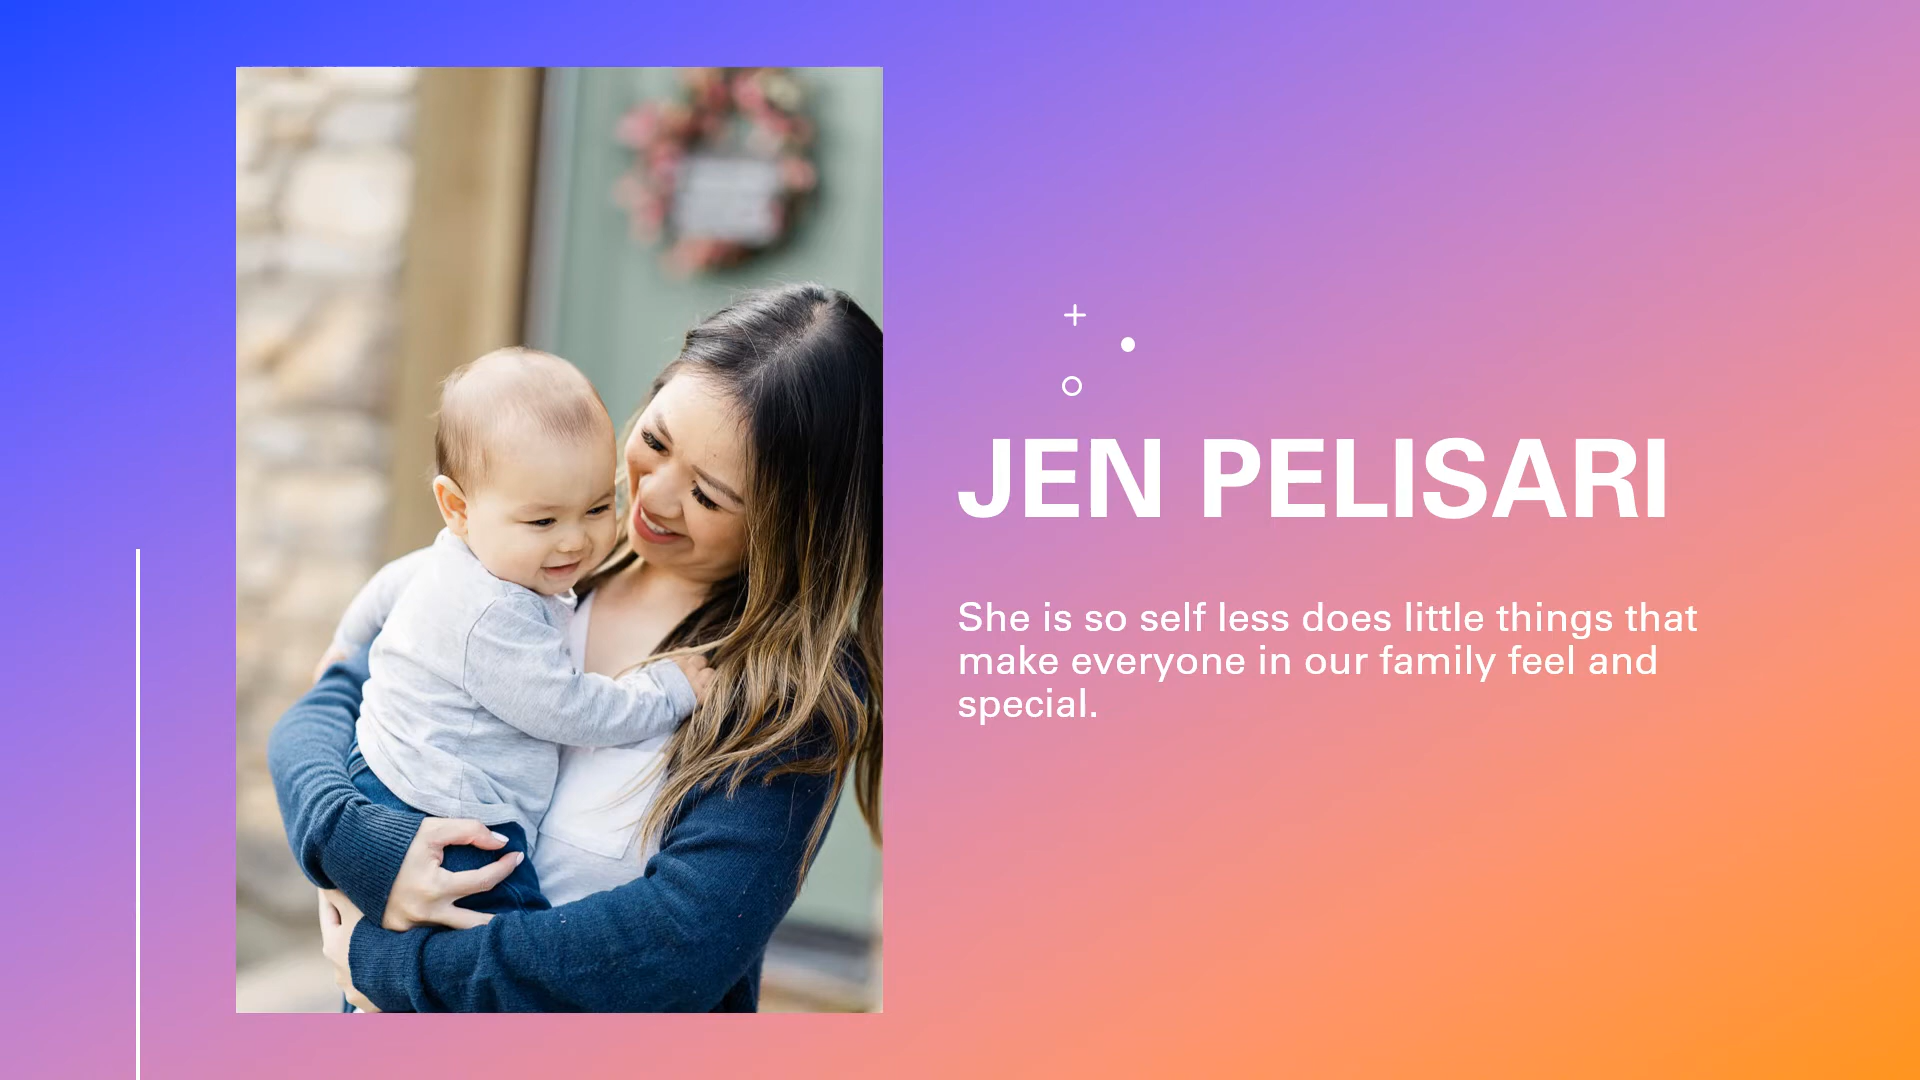 JEN PELISARI
She is so self less does little things that
make everyone in our family feel and
special.